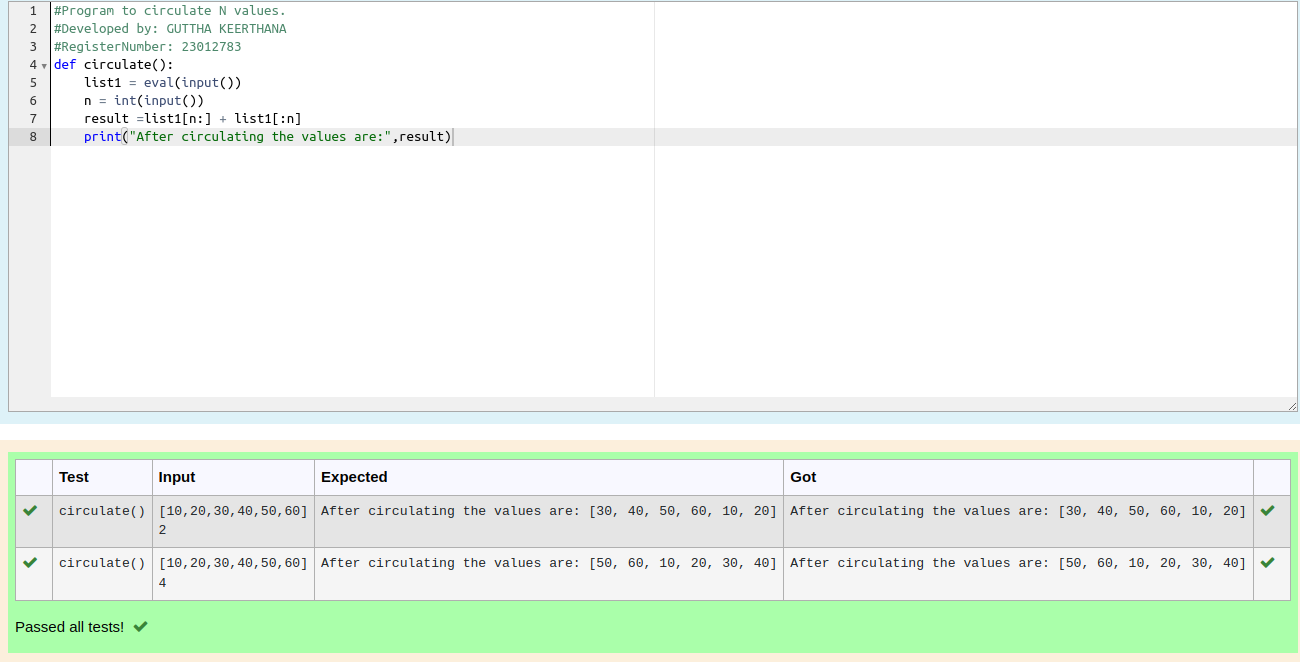 1 #Program to circulate N values.
2 #Developed by: GUTTHA KEERTHANA
3 #RegisterNumber: 23012783
4 def circulate():
5     list1 = eval(input())
6     n = int(input())
7     result =list1[n:] + list1[:n]
8     print("After circulating the values are:",result)
Test Input Expected Got
circulate() [10,20,30,40,50,60] After circulating the values are: [30, 40, 50, 60, 10, 20] After circulating the values are: [30, 40, 50, 60, 10, 20]
2
circulate() [10,20,30,40,50,60] After circulating the values are: [50, 60, 10, 20, 30, 40] After circulating the values are: [50, 60, 10, 20, 30, 40]
4
Passed all tests!